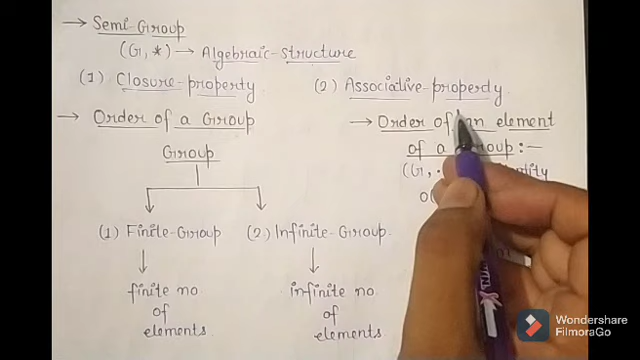 → Semi-Group
(G, *) → Algebraic-structure
(1) Closure-property (2) Associative-property
→ Order of a Group
→ Order of an element
of a Group :-
Group
(G, ·
O(
(1) Finite-Group (2) Infinite-Group
finite no infinite no
of of
elements elements
Wondershare
FilmoraGo